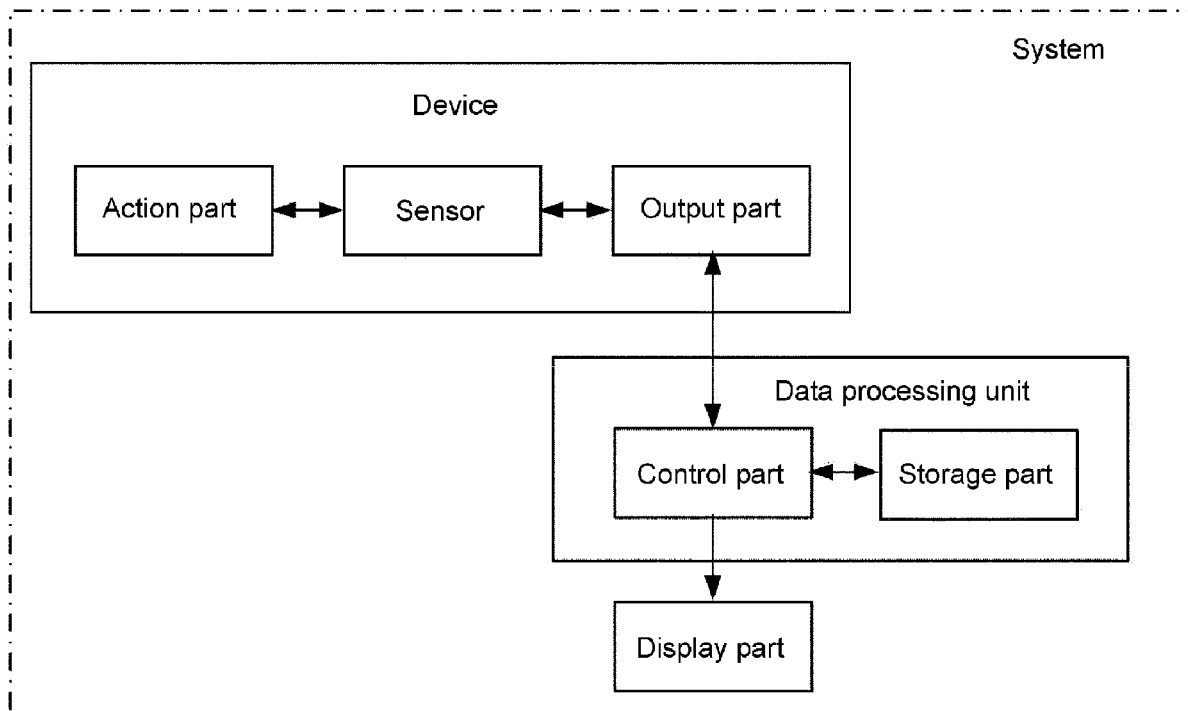 System
Device
Action part
Sensor
Output part
Data processing unit
Control part
Storage part
Display part